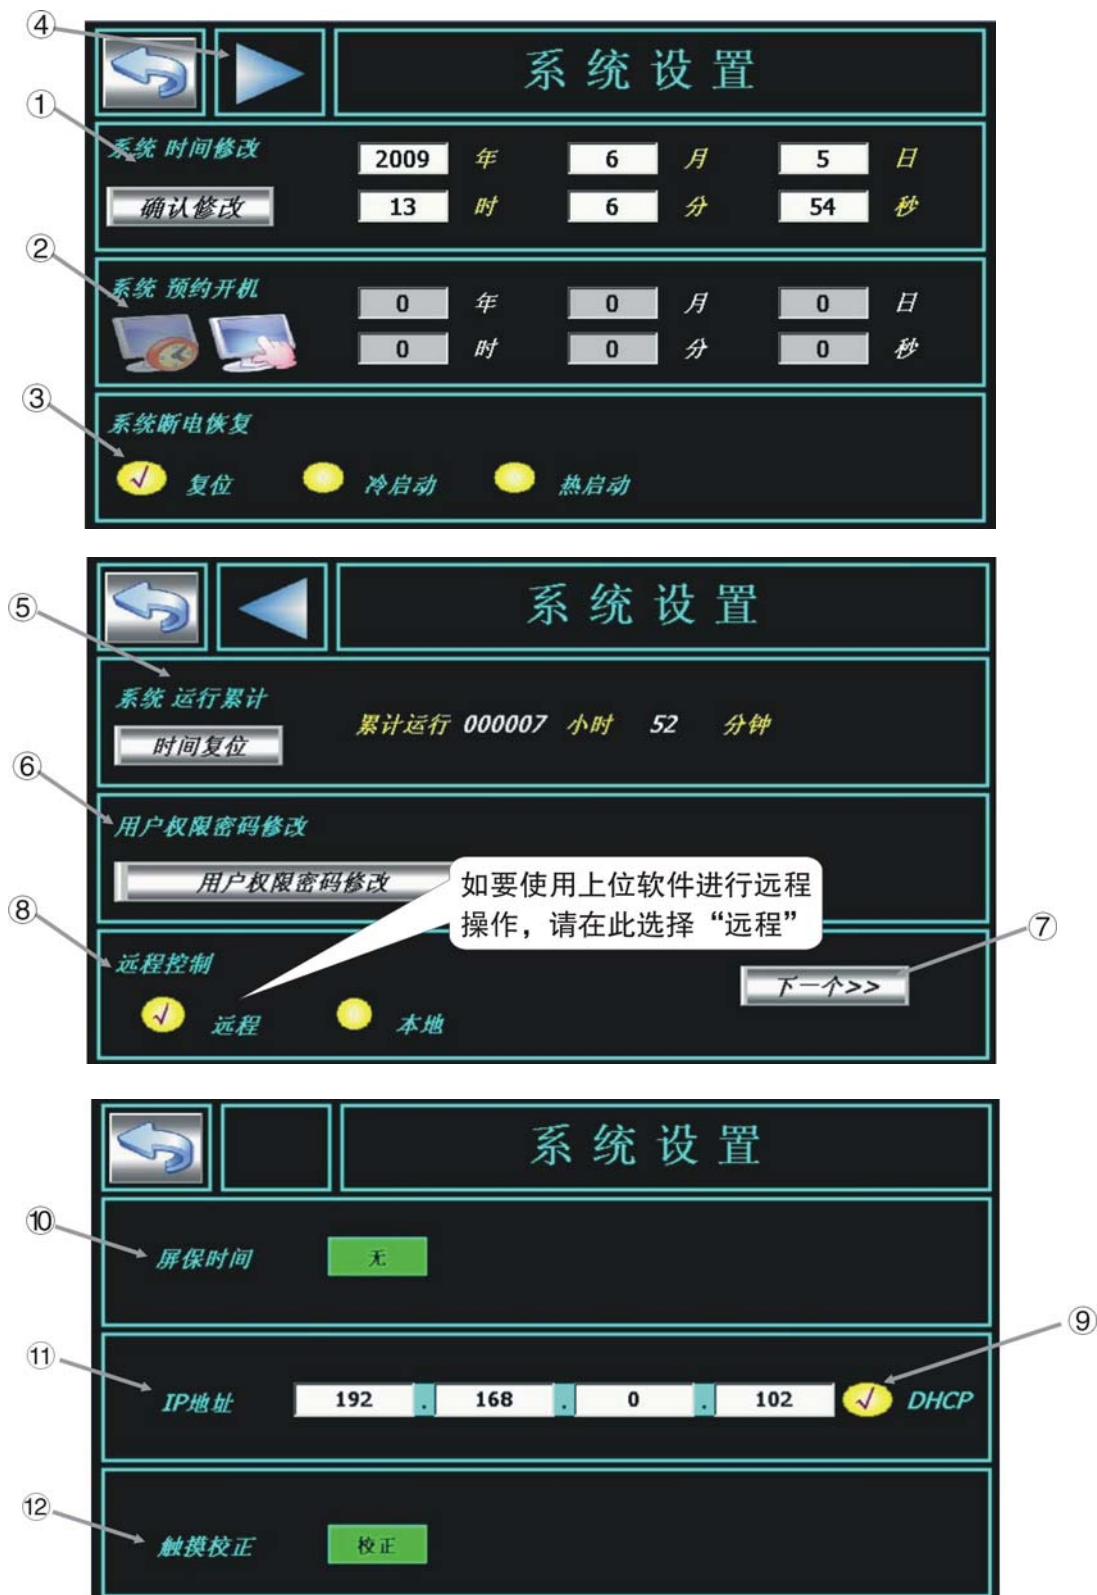 ④
系统设置
①
系统 时间修改
2009 年 6 月 5 日
确认修改
13 时 6 分 54 秒
②
系统 预约开机
0 年 0 月 0 日
0 时 0 分 0 秒
③
系统断电恢复
复位 冷启动 热启动
系统设置
⑤
系统 运行累计
累计运行 000007 小时 52 分钟
时间复位
⑥
用户权限密码修改
用户权限密码修改
如要使用上位软件进行远程
操作，请在此选择“远程”
⑧
⑦
远程控制
下一个>>
远程 本地
系统设置
⑩
屏保时间 无
⑨
⑪
IP地址 192 . 168 . 0 . 102 DHCP
⑫
触摸校正 校正